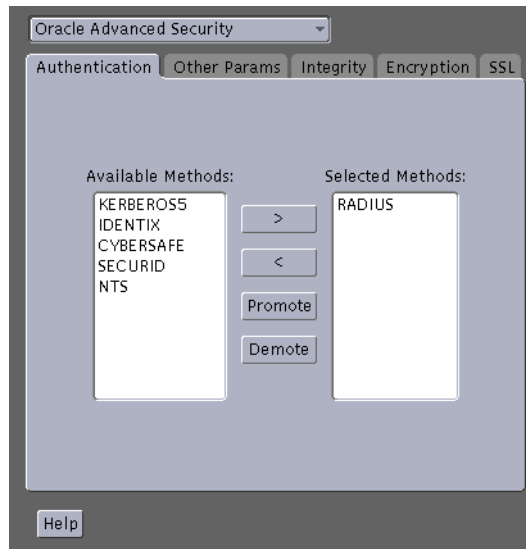 Oracle Advanced Security
Authentication Other Params Integrity Encryption SSL
Available Methods: Selected Methods:
KERBEROS5
IDENTIX
CYBERSAFE
SECURID
NTS
>
<
Promote
Demote
RADIUS
Help